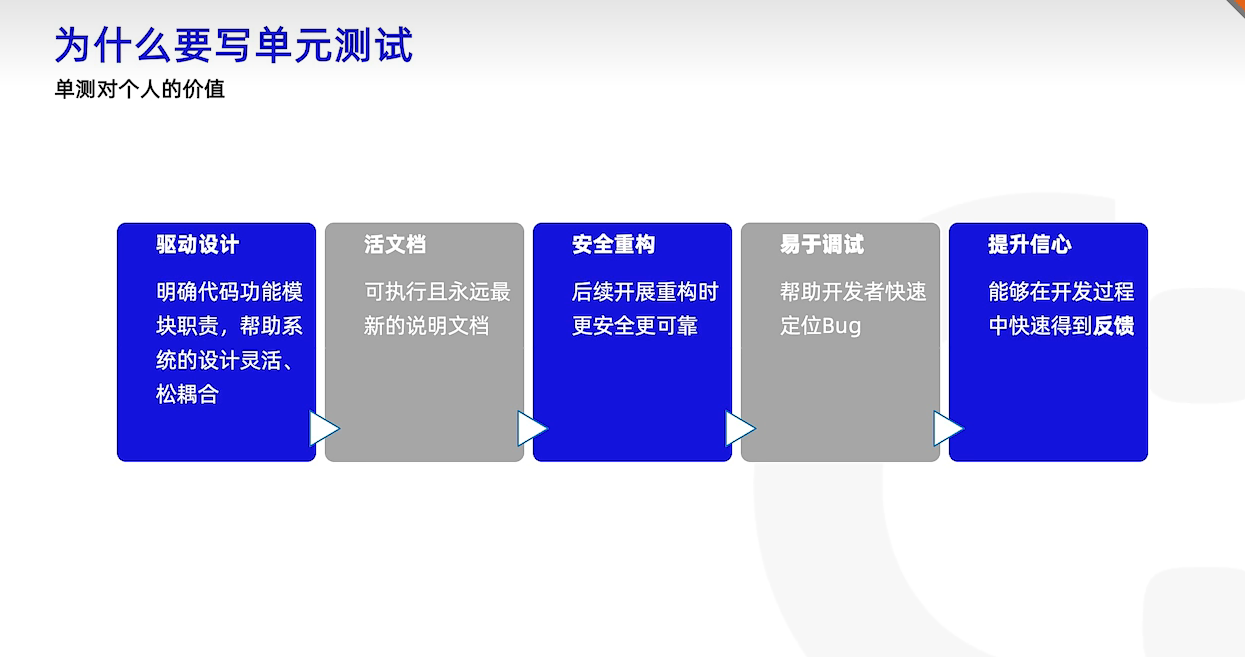 为什么要写单元测试
单测对个人的价值
驱动设计
明确代码功能模
块职责，帮助系
统的设计灵活、
松耦合
活文档
可执行且永远最
新的说明文档
安全重构
后续开展重构时
更安全更可靠
易于调试
帮助开发者快速
定位Bug
提升信心
能够在开发过程
中快速得到反馈